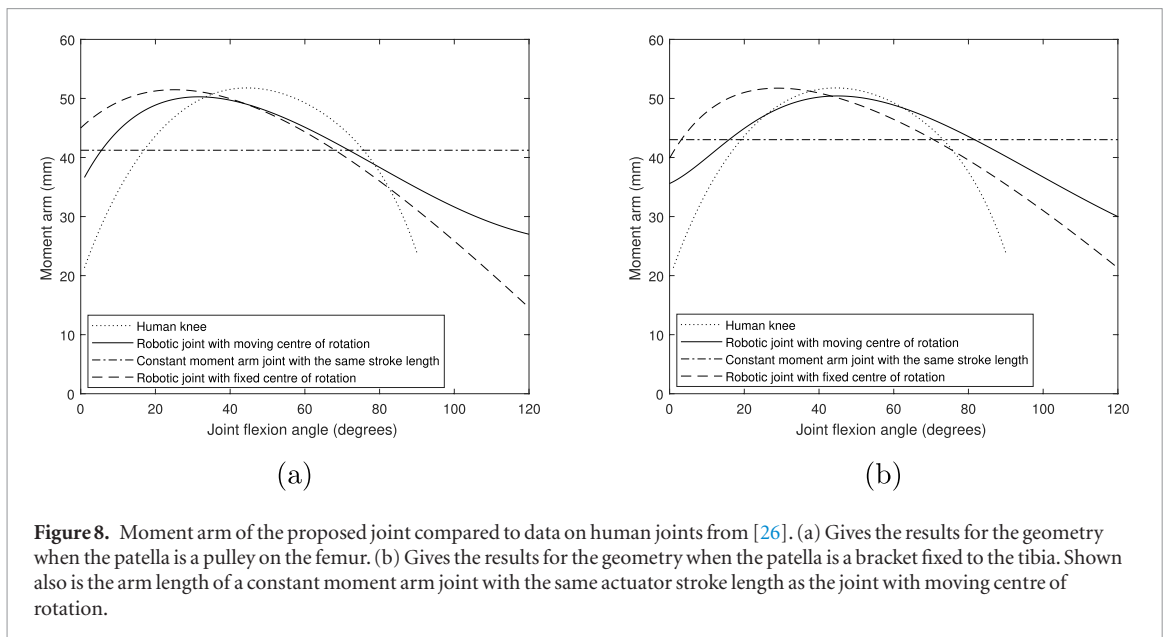 60
50
40
30
20
10
0
Moment arm (mm)
Human knee
Robotic joint with moving centre of rotation
Constant moment arm joint with the same stroke length
Robotic joint with fixed centre of rotation
0 20 40 60 80 100 120
Joint flexion angle (degrees)
(a)
60
50
40
30
20
10
0
Moment arm (mm)
Human knee
Robotic joint with moving centre of rotation
Constant moment arm joint with the same stroke length
Robotic joint with fixed centre of rotation
0 20 40 60 80 100 120
Joint flexion angle (degrees)
(b)
Figure 8. Moment arm of the proposed joint compared to data on human joints from [26]. (a) Gives the results for the geometry
when the patella is a pulley on the femur. (b) Gives the results for the geometry when the patella is a bracket fixed to the tibia. Shown
also is the arm length of a constant moment arm joint with the same actuator stroke length as the joint with moving centre of
rotation.